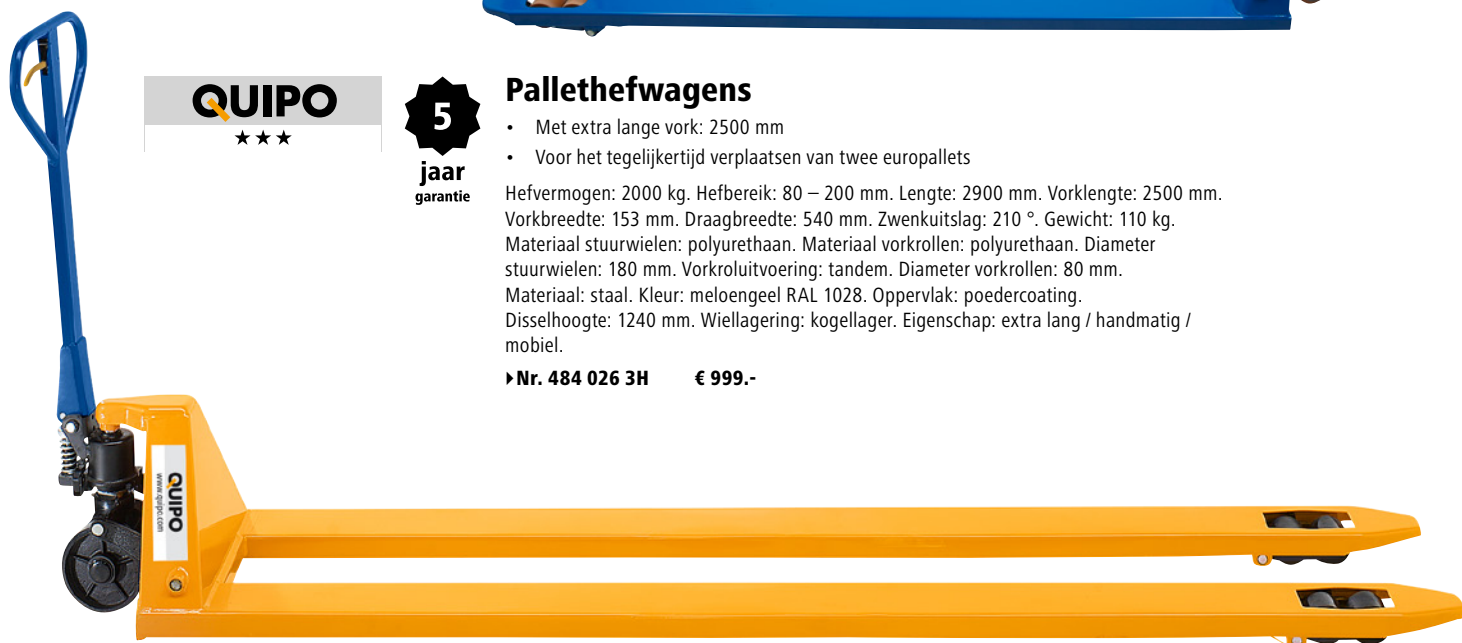 QUIPO
★★★
5
jaar
garantie
Pallethefwagens
• Met extra lange vork: 2500 mm
• Voor het tegelijkertijd verplaatsen van twee europallets
Hefvermogen: 2000 kg. Hefbereik: 80 – 200 mm. Lengte: 2900 mm. Vorklengte: 2500 mm.
Vorkbreedte: 153 mm. Draagbreedte: 540 mm. Zwenkuitslag: 210 °. Gewicht: 110 kg.
Materiaal stuurwielen: polyurethaan. Materiaal vorkrollen: polyurethaan. Diameter
stuurwielen: 180 mm. Vorkroluitvoering: tandem. Diameter vorkrollen: 80 mm.
Materiaal: staal. Kleur: meloengeel RAL 1028. Oppervlak: poedercoating.
Disselhoogte: 1240 mm. Wiellagering: kogellager. Eigenschap: extra lang / handmatig /
mobiel.
Nr. 484 026 3H € 999.-
QUIPO
www.quipo.com